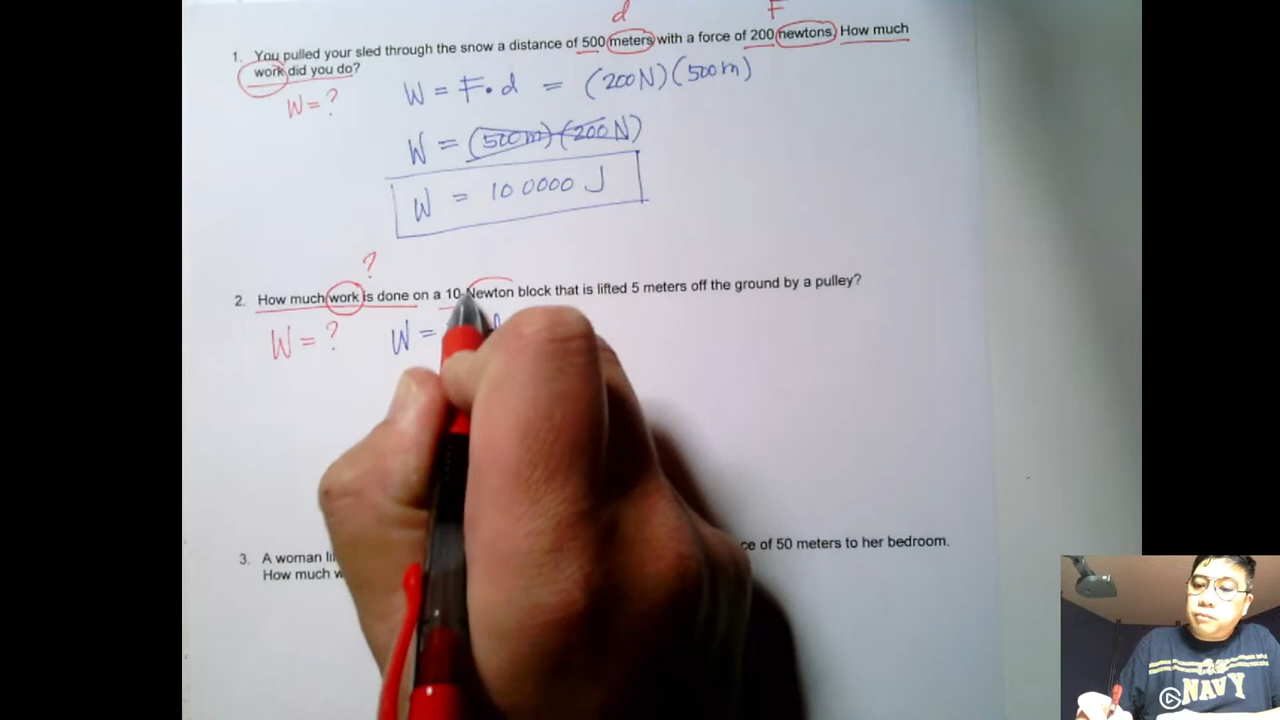 d F
1. You pulled your sled through the snow a distance of 500 meters with a force of 200 newtons. How much
work did you do?
W = ? W = F • d = (200N)(500m)
W = (500m)(200N)
W = 100000 J
?
2. How much work is done on a 10-Newton block that is lifted 5 meters off the ground by a pulley?
W = ? W =
3. A woman ce of 50 meters to her bedroom.
How much
NAVY